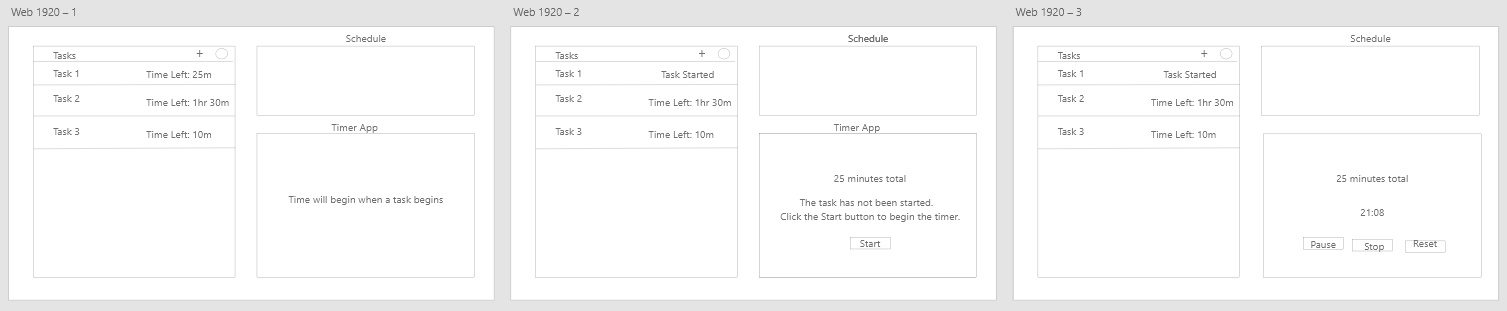 Web 1920 – 1
Schedule
Tasks +
Task 1 Time Left: 25m
Task 2 Time Left: 1hr 30m
Timer App
Task 3 Time Left: 10m
Time will begin when a task begins
Web 1920 – 2
Schedule
Tasks +
Task 1 Task Started
Task 2 Time Left: 1hr 30m
Timer App
Task 3 Time Left: 10m
25 minutes total
The task has not been started.
Click the Start button to begin the timer.
Start
Web 1920 – 3
Schedule
Tasks +
Task 1 Task Started
Task 2 Time Left: 1hr 30m
Task 3 Time Left: 10m
25 minutes total
21:08
Pause Stop Reset